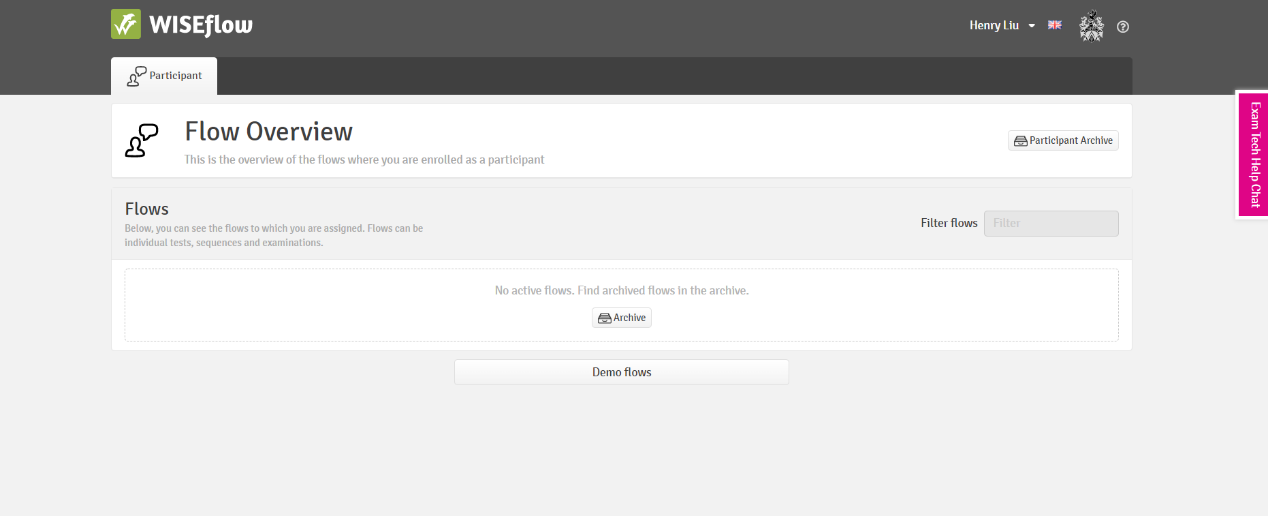 WISEflow
Henry Liu
Participant
Flow Overview
This is the overview of the flows where you are enrolled as a participant
Participant Archive
Exam Tech Help Chat
Flows
Below, you can see the flows to which you are assigned. Flows can be
individual tests, sequences and examinations.
Filter flows
Filter
No active flows. Find archived flows in the archive.
Archive
Demo flows